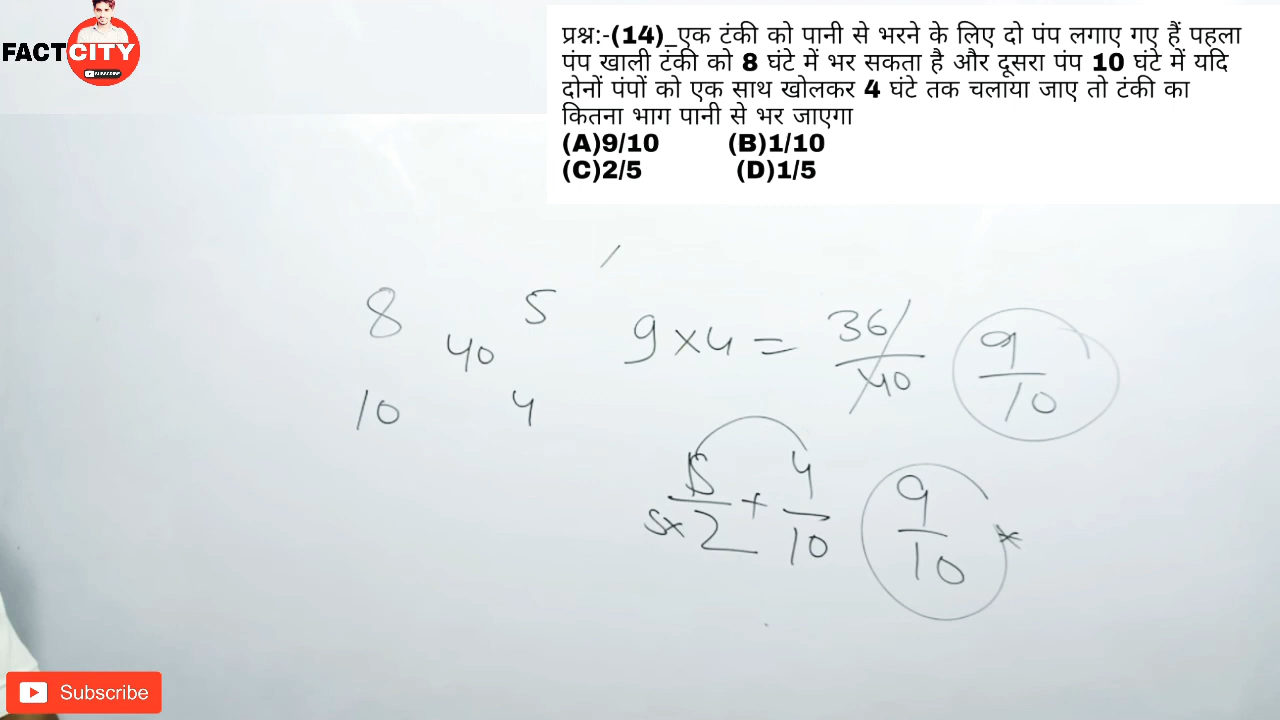 FACTCITY
SUBSCRIBE
प्रश्न:-(14)_एक टंकी को पानी से भरने के लिए दो पंप लगाए गए हैं पहला
पंप खाली टंकी को 8 घंटे में भर सकता है और दूसरा पंप 10 घंटे में यदि
दोनों पंपों को एक साथ खोलकर 4 घंटे तक चलाया जाए तो टंकी का
कितना भाग पानी से भर जाएगा
(A)9/10 (B)1/10
(C)2/5 (D)1/5
8 5
40
10 4
9×4 = 36/40 9/10
5×2 + 4/10 9/10 *
Subscribe